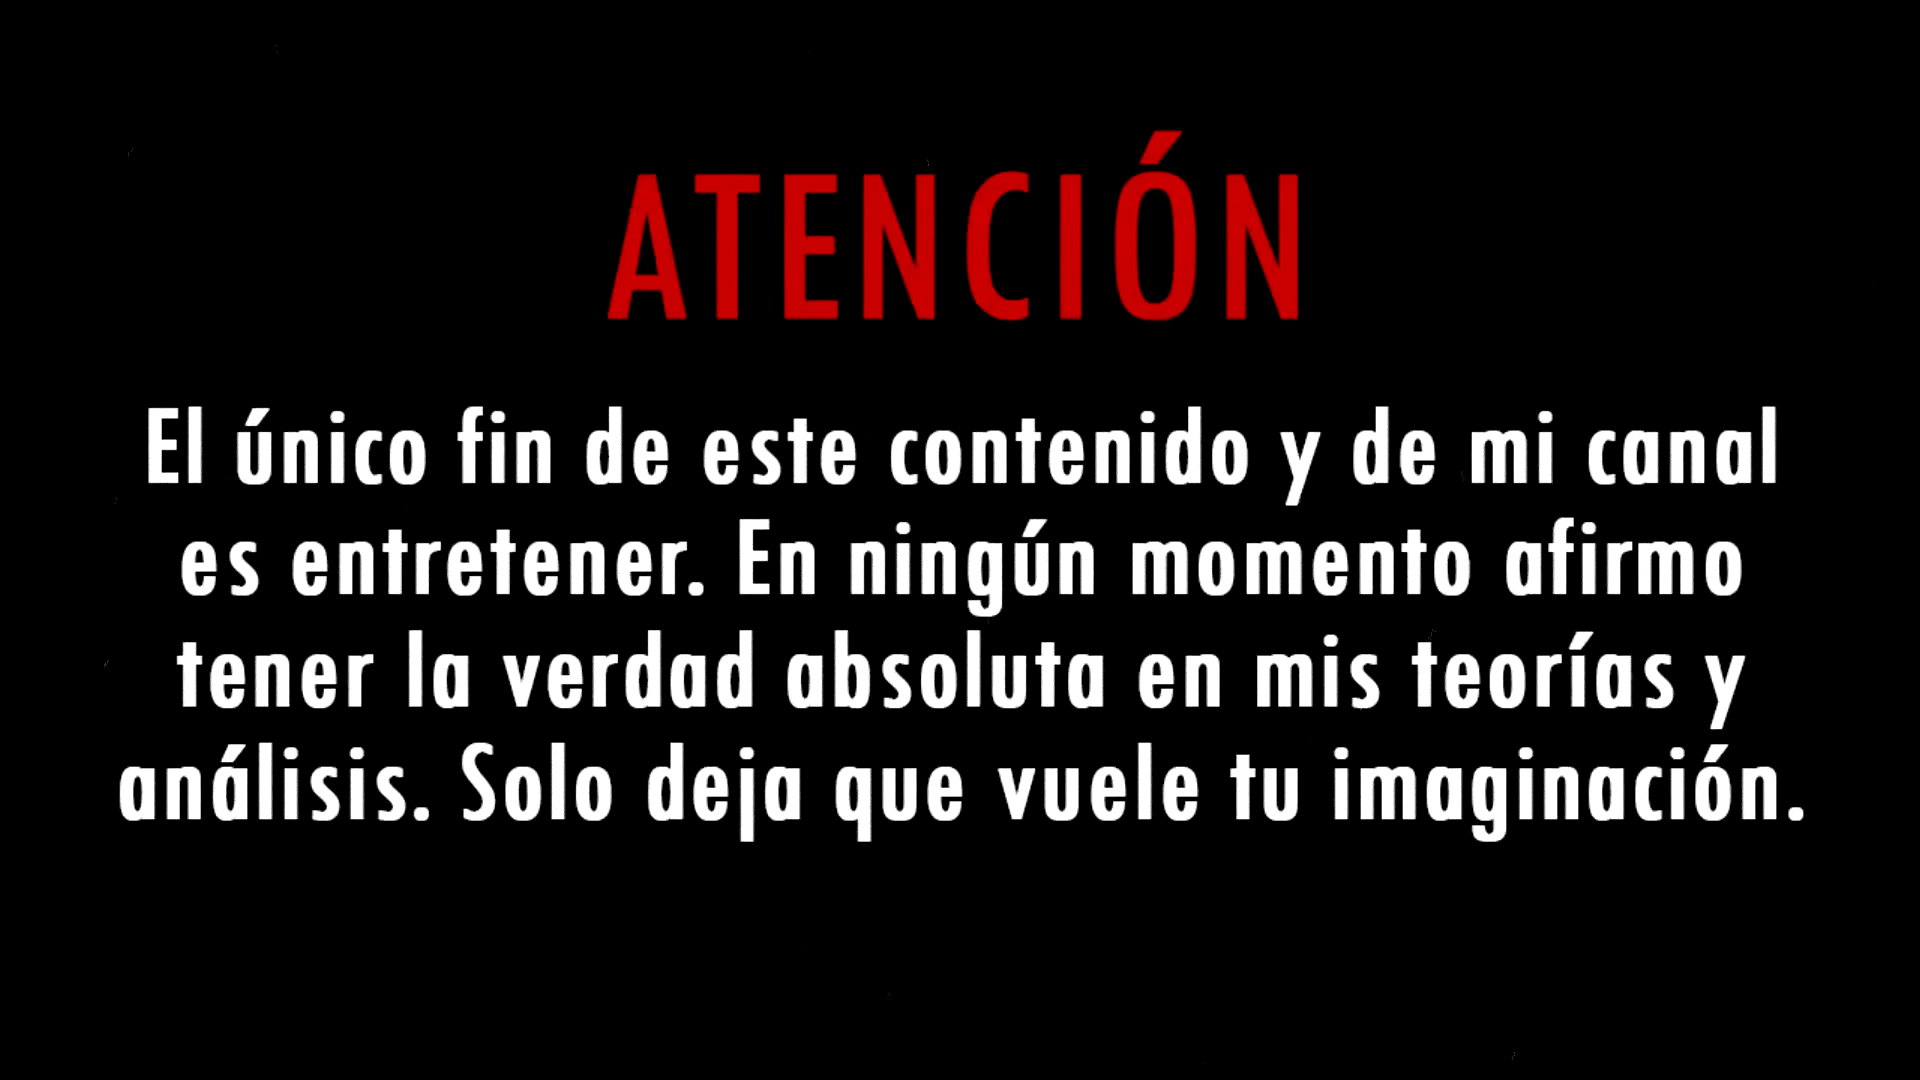 ATENCIÓN
El único fin de este contenido y de mi canal
es entretener. En ningún momento afirmo
tener la verdad absoluta en mis teorías y
análisis. Solo deja que vuele tu imaginación.